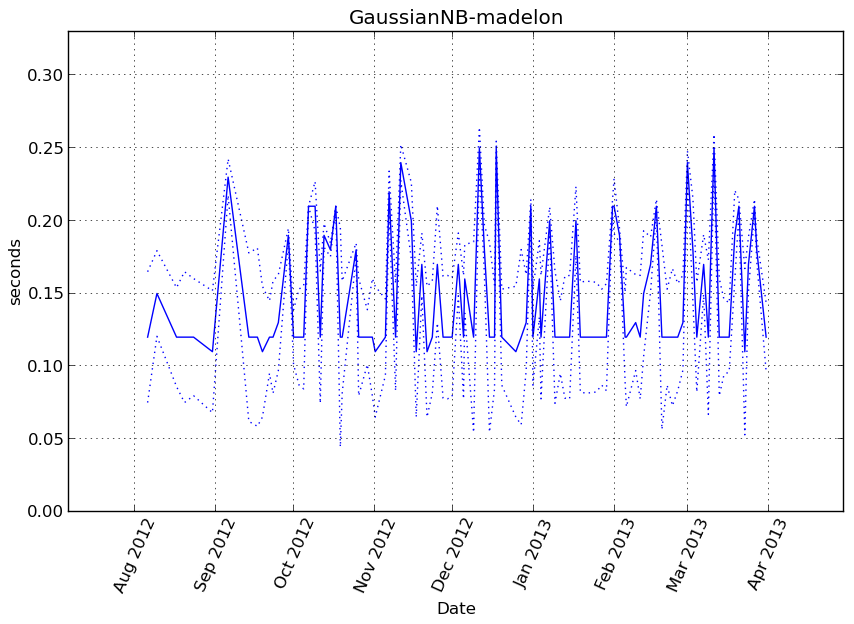 GaussianNB-madelon
0.30
0.25
0.20
0.15
0.10
0.05
0.00
seconds
Aug 2012
Sep 2012
Oct 2012
Nov 2012
Dec 2012
Jan 2013
Feb 2013
Mar 2013
Apr 2013
Date